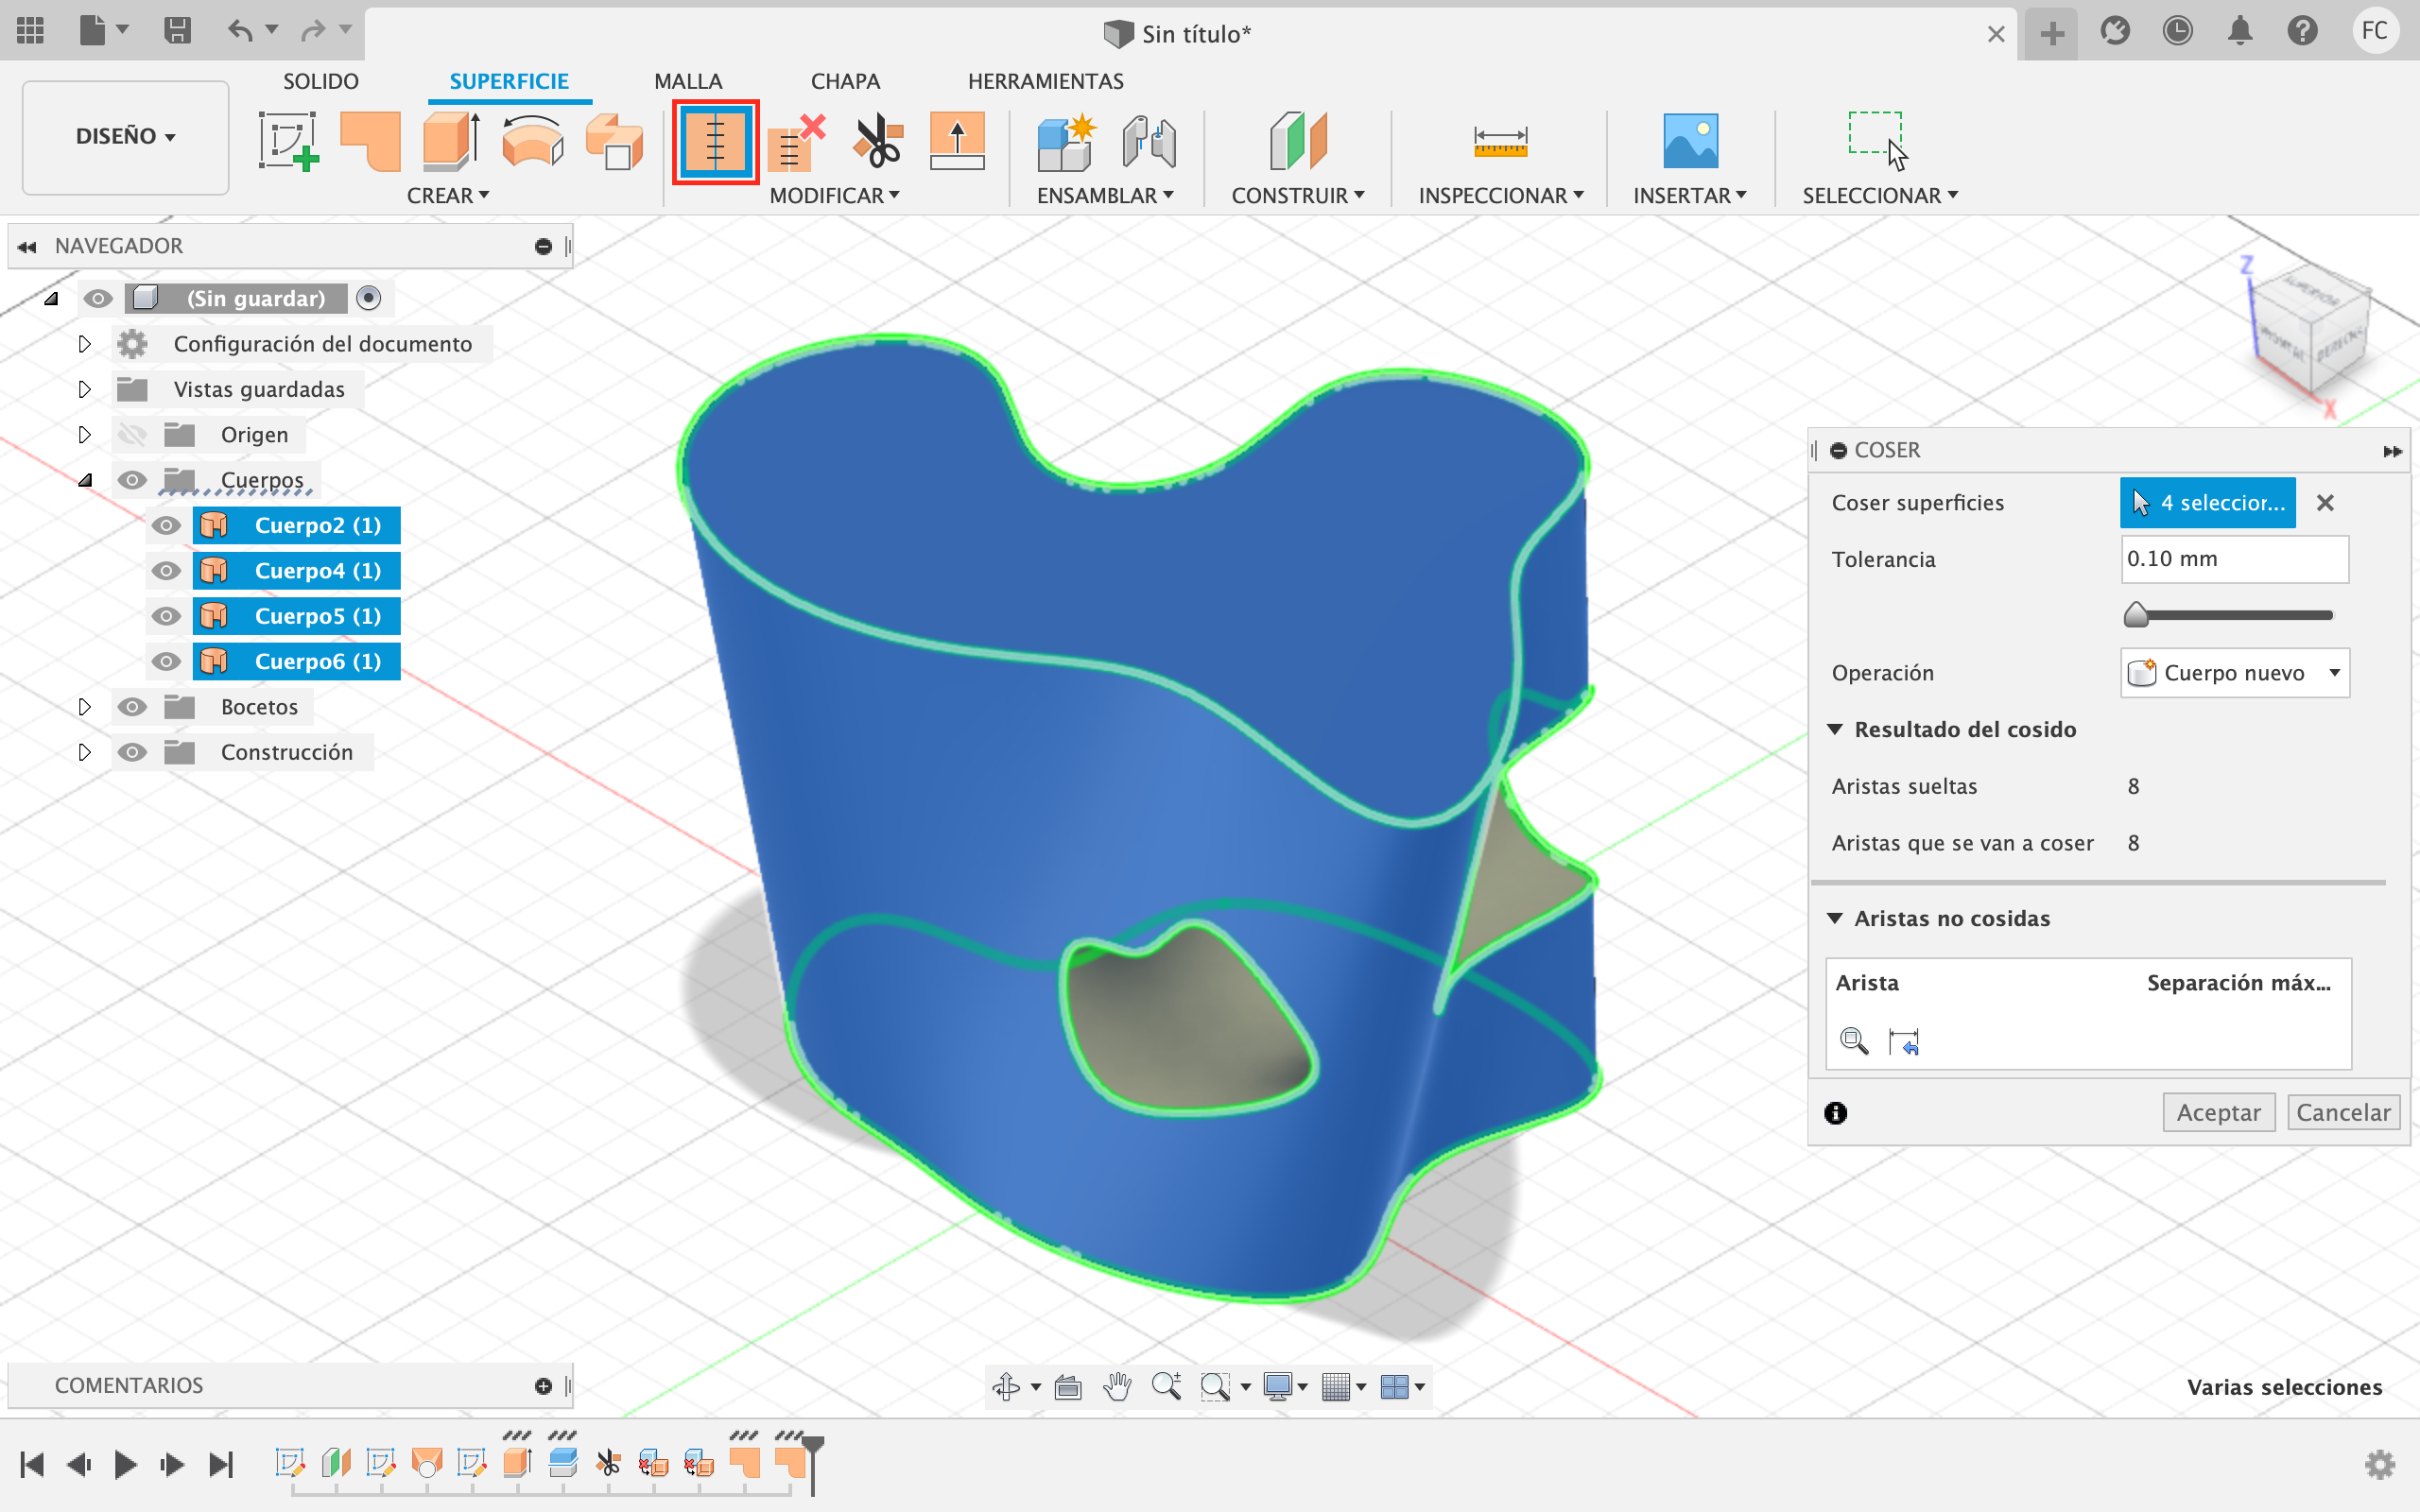 Sin título*
FC
SOLIDO
SUPERFICIE
MALLA
CHAPA
HERRAMIENTAS
DISEÑO
CREAR
MODIFICAR
ENSAMBLAR
CONSTRUIR
INSPECCIONAR
INSERTAR
SELECCIONAR
NAVEGADOR
(Sin guardar)
Configuración del documento
Vistas guardadas
Origen
Cuerpos
Cuerpo2 (1)
Cuerpo4 (1)
Cuerpo5 (1)
Cuerpo6 (1)
Bocetos
Construcción
Z
SUPERIOR
FRONTAL
DERECHA
X
COSER
Coser superficies 4 seleccior...
Tolerancia 0.10 mm
Operación Cuerpo nuevo
Resultado del cosido
Aristas sueltas 8
Aristas que se van a coser 8
Aristas no cosidas
Arista Separación máx...
Aceptar Cancelar
COMENTARIOS
Varias selecciones